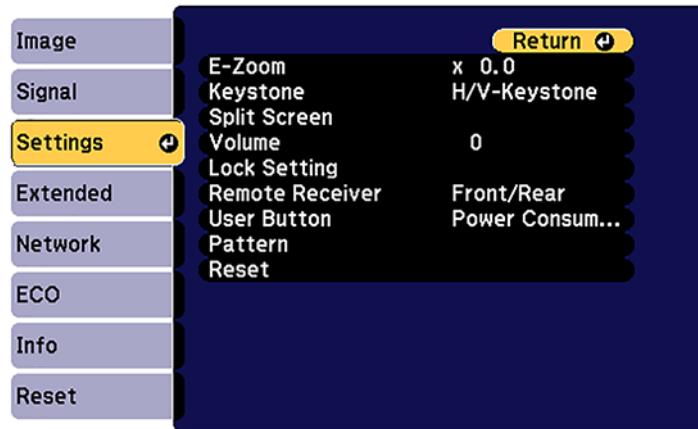 Image
Signal
Settings
Extended
Network
ECO
Info
Reset
Return
E-Zoom x 0.0
Keystone H/V-Keystone
Split Screen
Volume 0
Lock Setting
Remote Receiver Front/Rear
User Button Power Consum...
Pattern
Reset